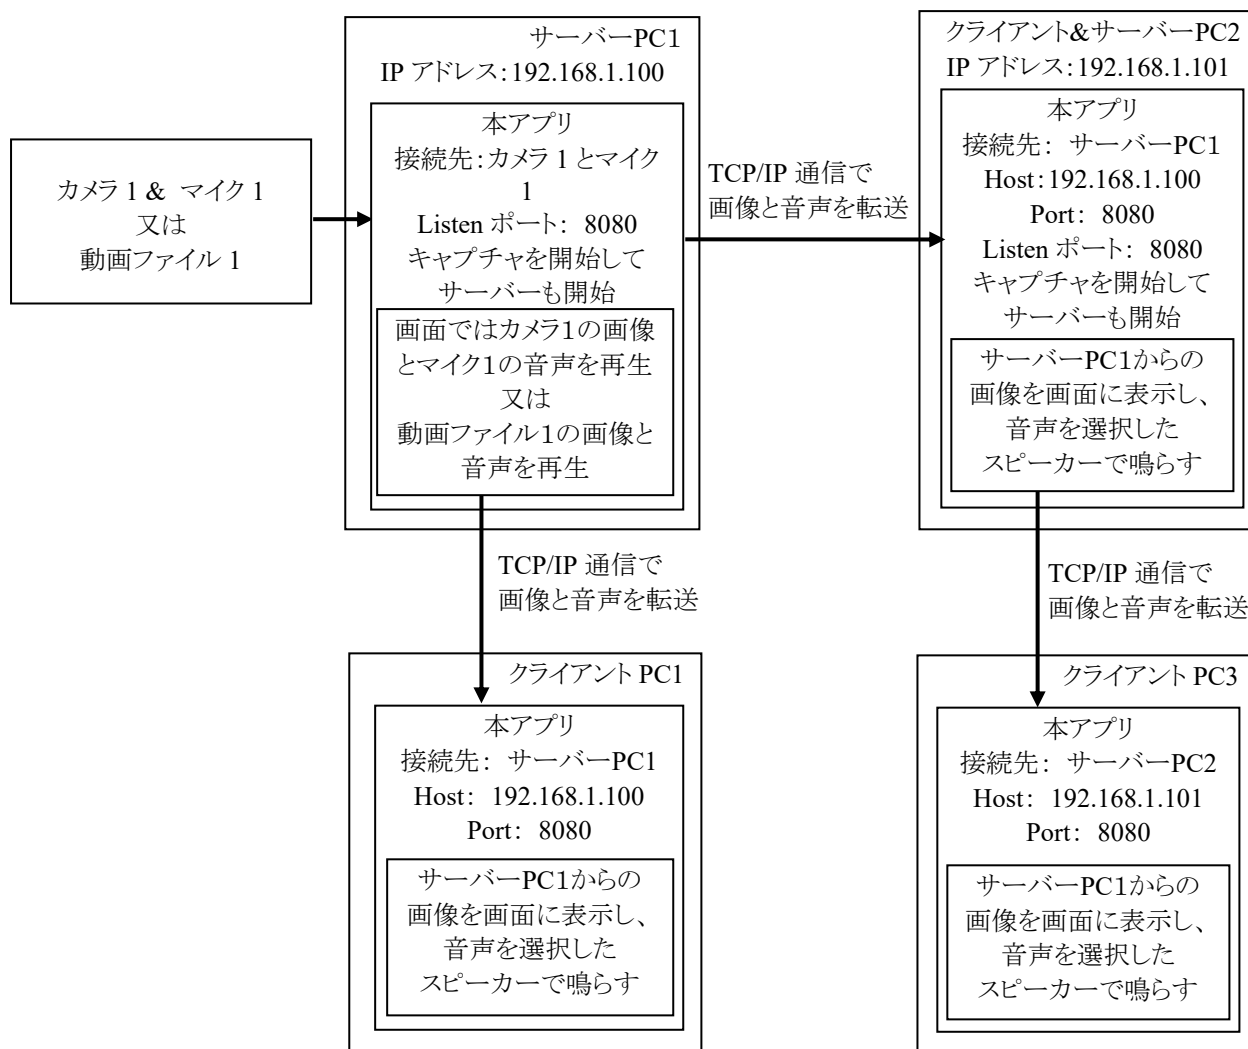 カメラ 1 & マイク 1
又は
動画ファイル 1
サーバーPC1
IP アドレス:192.168.1.100
本アプリ
接続先:カメラ 1 とマイク
1
Listen ポート: 8080
キャプチャを開始して
サーバーも開始
画面ではカメラ1の画像
とマイク1の音声を再生
又は
動画ファイル1の画像と
音声を再生
TCP/IP 通信で
画像と音声を転送
クライアント&サーバーPC2
IP アドレス:192.168.1.101
本アプリ
接続先: サーバーPC1
Host:192.168.1.100
Port: 8080
Listen ポート: 8080
キャプチャを開始して
サーバーも開始
サーバーPC1からの
画像を画面に表示し、
音声を選択した
スピーカーで鳴らす
TCP/IP 通信で
画像と音声を転送
TCP/IP 通信で
画像と音声を転送
クライアント PC1
本アプリ
接続先: サーバーPC1
Host: 192.168.1.100
Port: 8080
サーバーPC1からの
画像を画面に表示し、
音声を選択した
スピーカーで鳴らす
クライアント PC3
本アプリ
接続先: サーバーPC2
Host: 192.168.1.101
Port: 8080
サーバーPC1からの
画像を画面に表示し、
音声を選択した
スピーカーで鳴らす